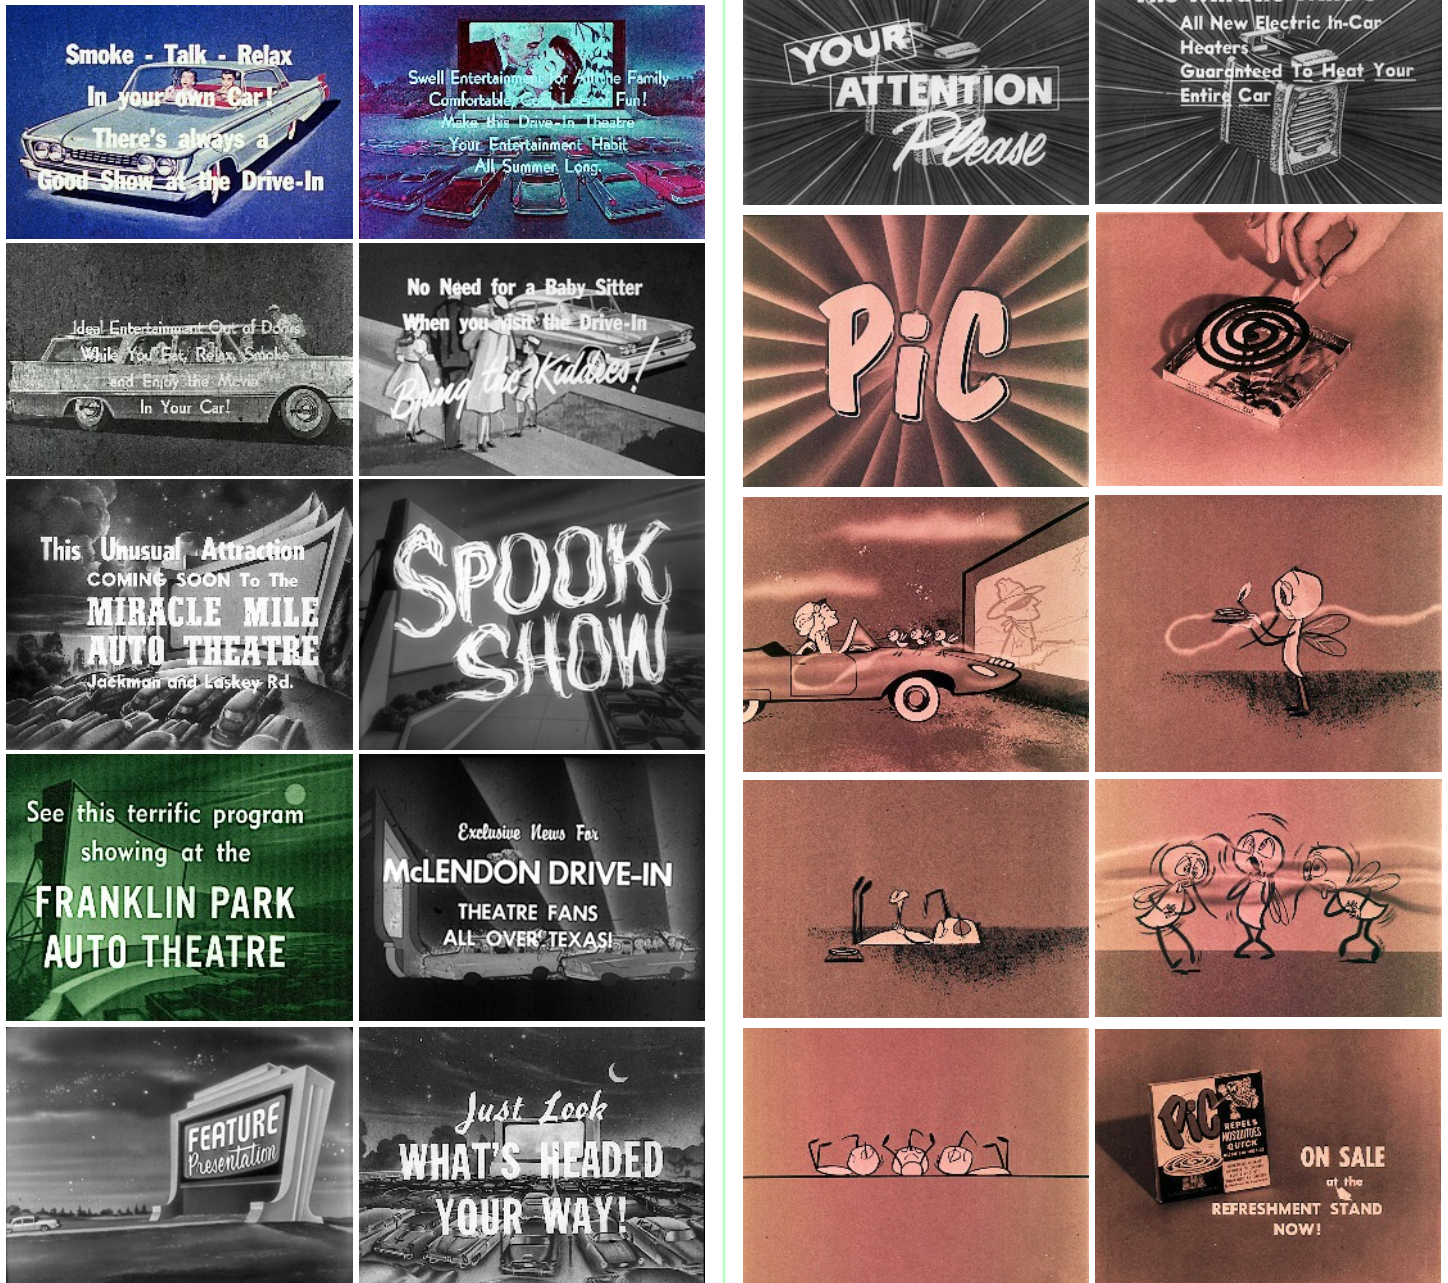 Smoke - Talk - Relax
In your own Car!
There's always a
Good Show at the Drive-In
Swell Entertainment for All the Family
Comfortable, Cool, Lots of Fun!
Make this Drive-In Theatre
Your Entertainment Habit
All Summer Long.
Ideal Entertainment Out of Doors
While You Eat, Relax, Smoke
and Enjoy the Movie
In Your Car!
No Need for a Baby Sitter
When you visit the Drive-In
Bring the Kiddies!
This Unusual Attraction
COMING SOON To The
MIRACLE MILE
AUTO THEATRE
Jackman and Laskey Rd.
SPOOK
SHOW
See this terrific program
showing at the
FRANKLIN PARK
AUTO THEATRE
Exclusive News For
McLENDON DRIVE-IN
THEATRE FANS
ALL OVER TEXAS!
FEATURE
Presentation
Just Look
WHAT'S HEADED
YOUR WAY!
YOUR
ATTENTION
Please
All New Electric In-Car
Heaters
Guaranteed To Heat Your
Entire Car
PiC
PiC
REPELS
MOSQUITOES
QUICK
ON SALE
at the
REFRESHMENT STAND
NOW!